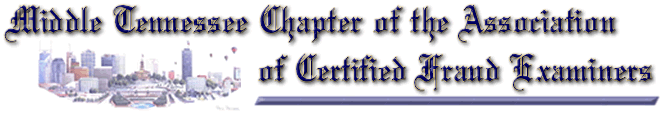 Middle Tennessee Chapter of the Association
of Certified Fraud Examiners